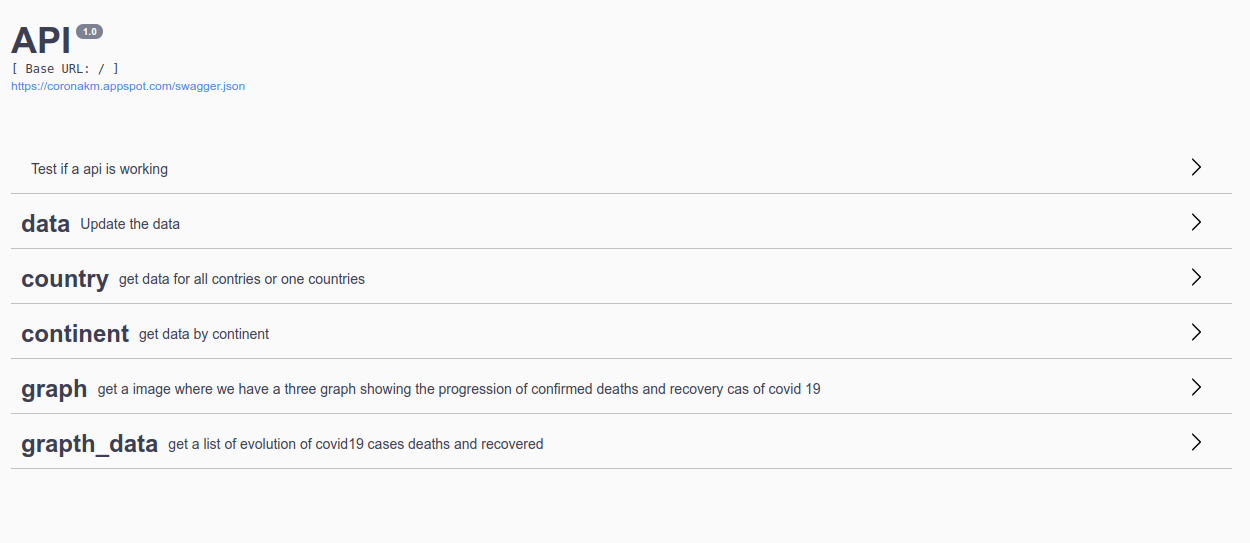 API 1.0
[ Base URL: / ]
https://coronakm.appspot.com/swagger.json
Test if a api is working
data Update the data
country get data for all contries or one countries
continent get data by continent
graph get a image where we have a three graph showing the progression of confirmed deaths and recovery cas of covid 19
grapth_data get a list of evolution of covid19 cases deaths and recovered